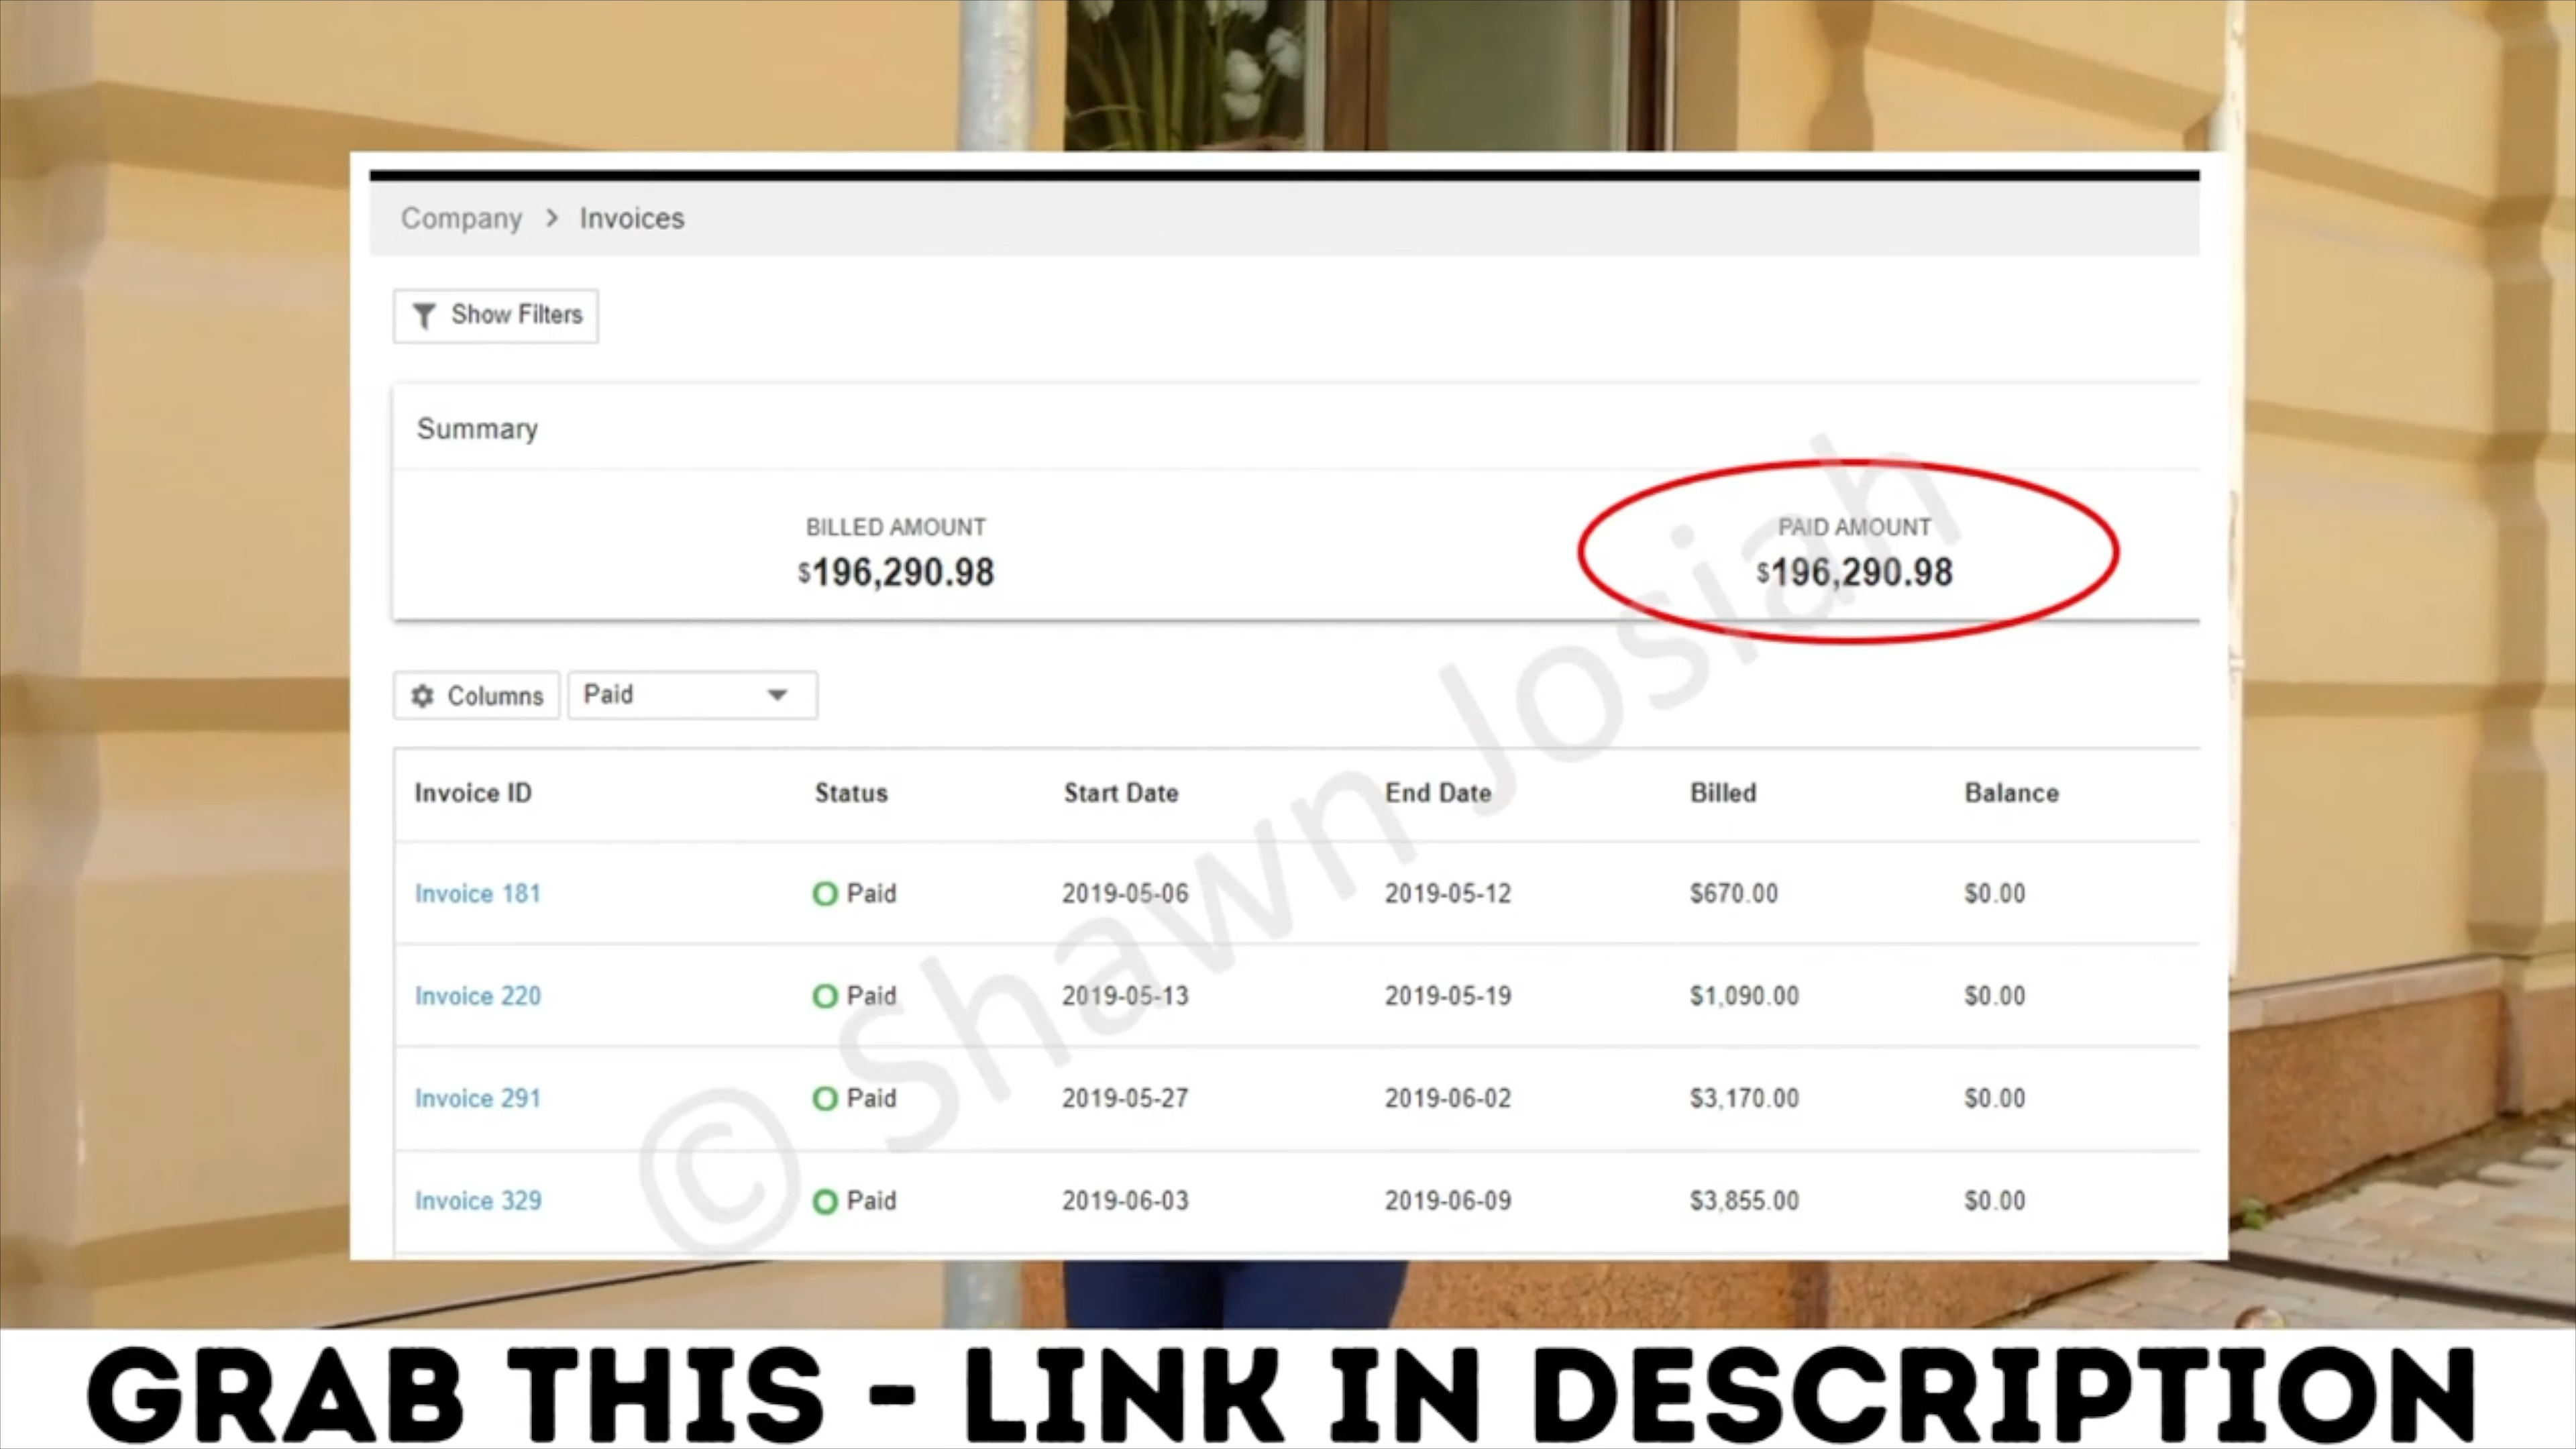 Company > Invoices
Show Filters
Summary
BILLED AMOUNT PAID AMOUNT
$196,290.98 $196,290.98
Columns Paid
Invoice ID Status Start Date End Date Billed Balance
Invoice 181 Paid 2019-05-06 2019-05-12 $670.00 $0.00
Invoice 220 Paid 2019-05-13 2019-05-19 $1,090.00 $0.00
Invoice 291 Paid 2019-05-27 2019-06-02 $3,170.00 $0.00
Invoice 329 Paid 2019-06-03 2019-06-09 $3,855.00 $0.00
© Shawn Josiah
GRAB THIS - LINK IN DESCRIPTION